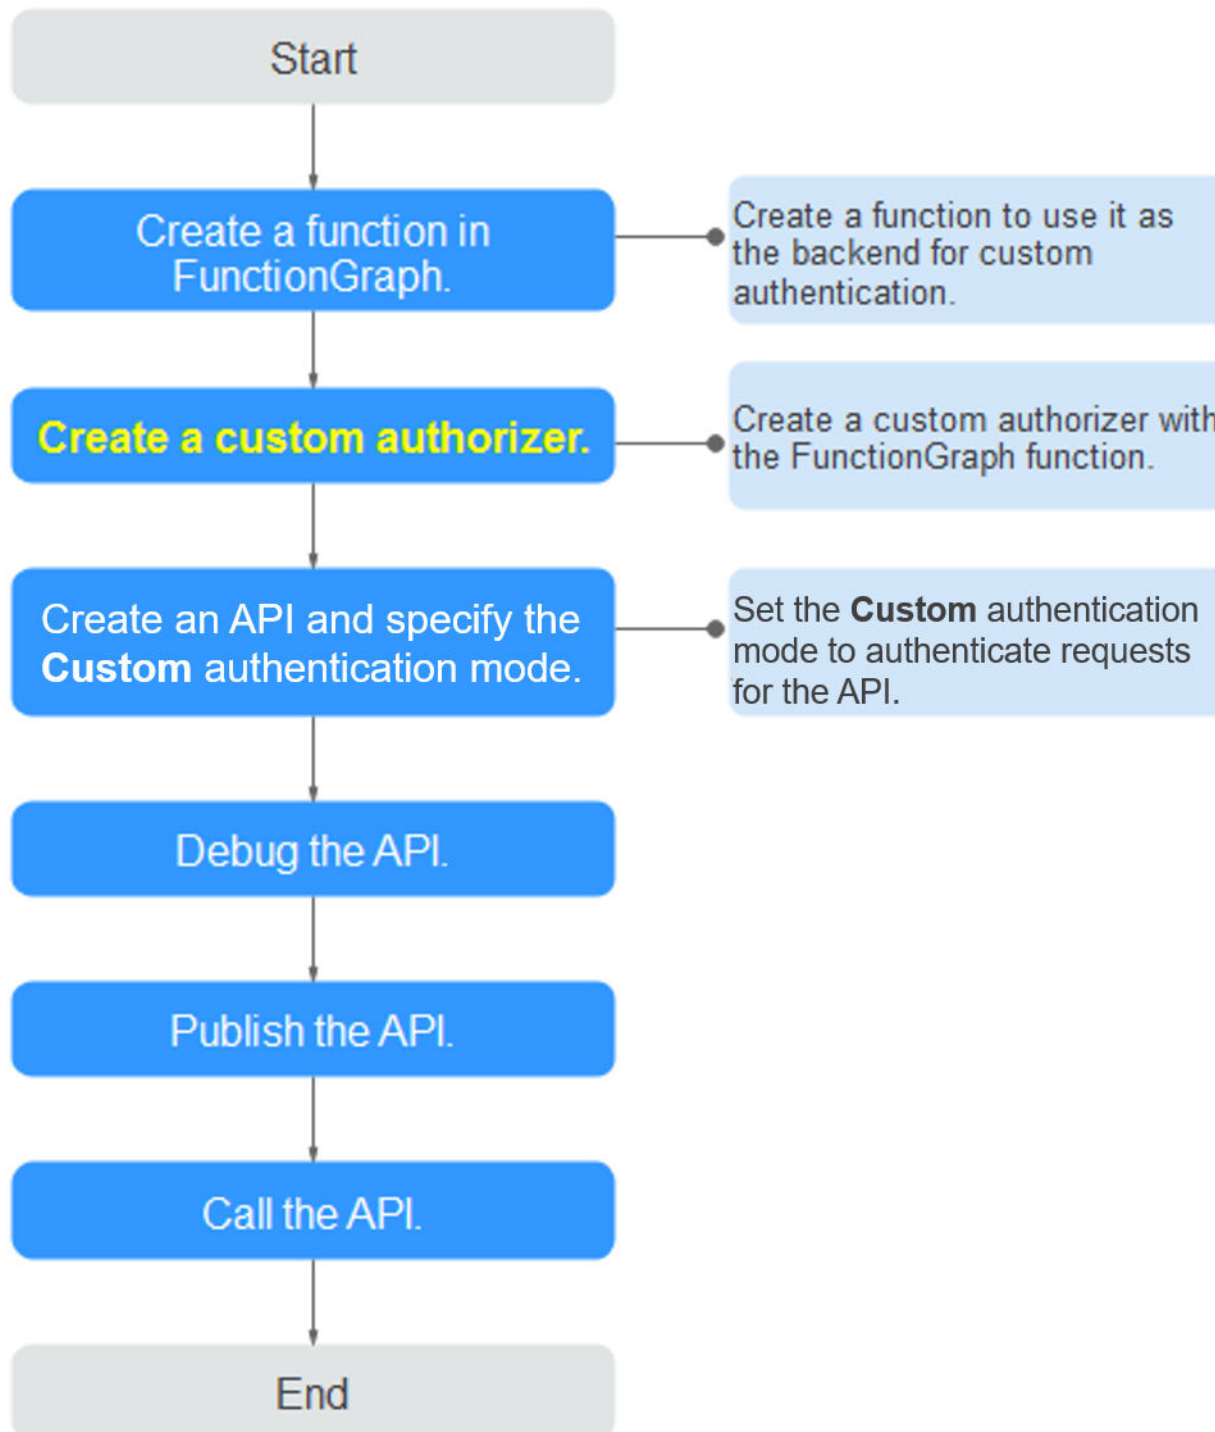 Start
Create a function in
FunctionGraph.
Create a function to use it as
the backend for custom
authentication.
Create a custom authorizer.
Create a custom authorizer with
the FunctionGraph function.
Create an API and specify the
Custom authentication mode.
Set the Custom authentication
mode to authenticate requests
for the API.
Debug the API.
Publish the API.
Call the API.
End